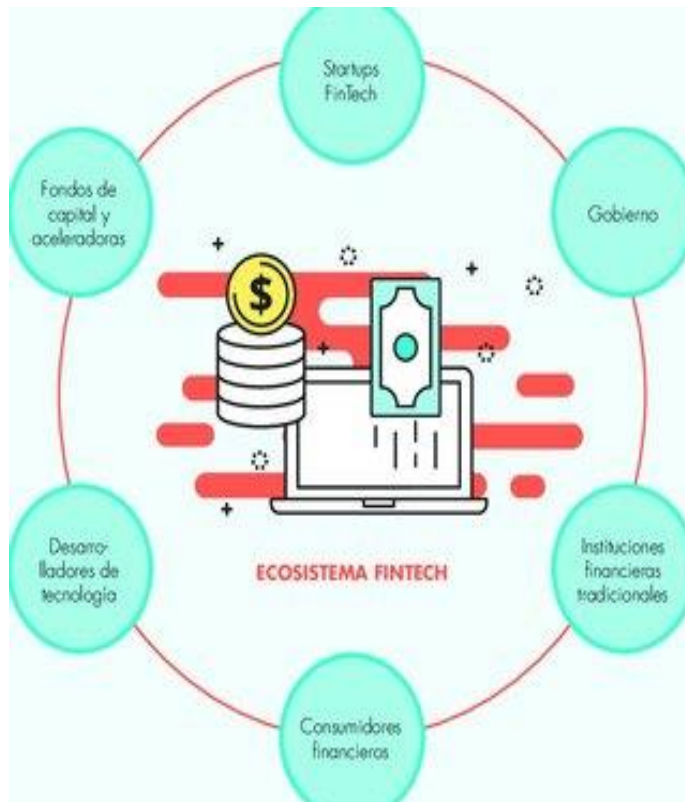 Startups
FinTech
Fondos de
capital y
aceleradoras
Gobierno
$
Desarro-
lladores de
tecnología
ECOSISTEMA FINTECH
Instituciones
financieras
tradicionales
Consumidores
financieros